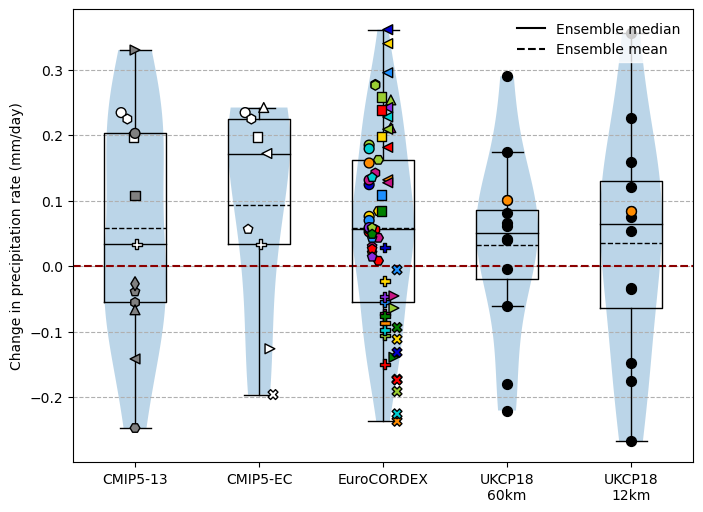 Ensemble median
Ensemble mean
Change in precipitation rate (mm/day)
0.3
0.2
0.1
0.0
−0.1
−0.2
CMIP5-13
CMIP5-EC
EuroCORDEX
UKCP18
60km
UKCP18
12km